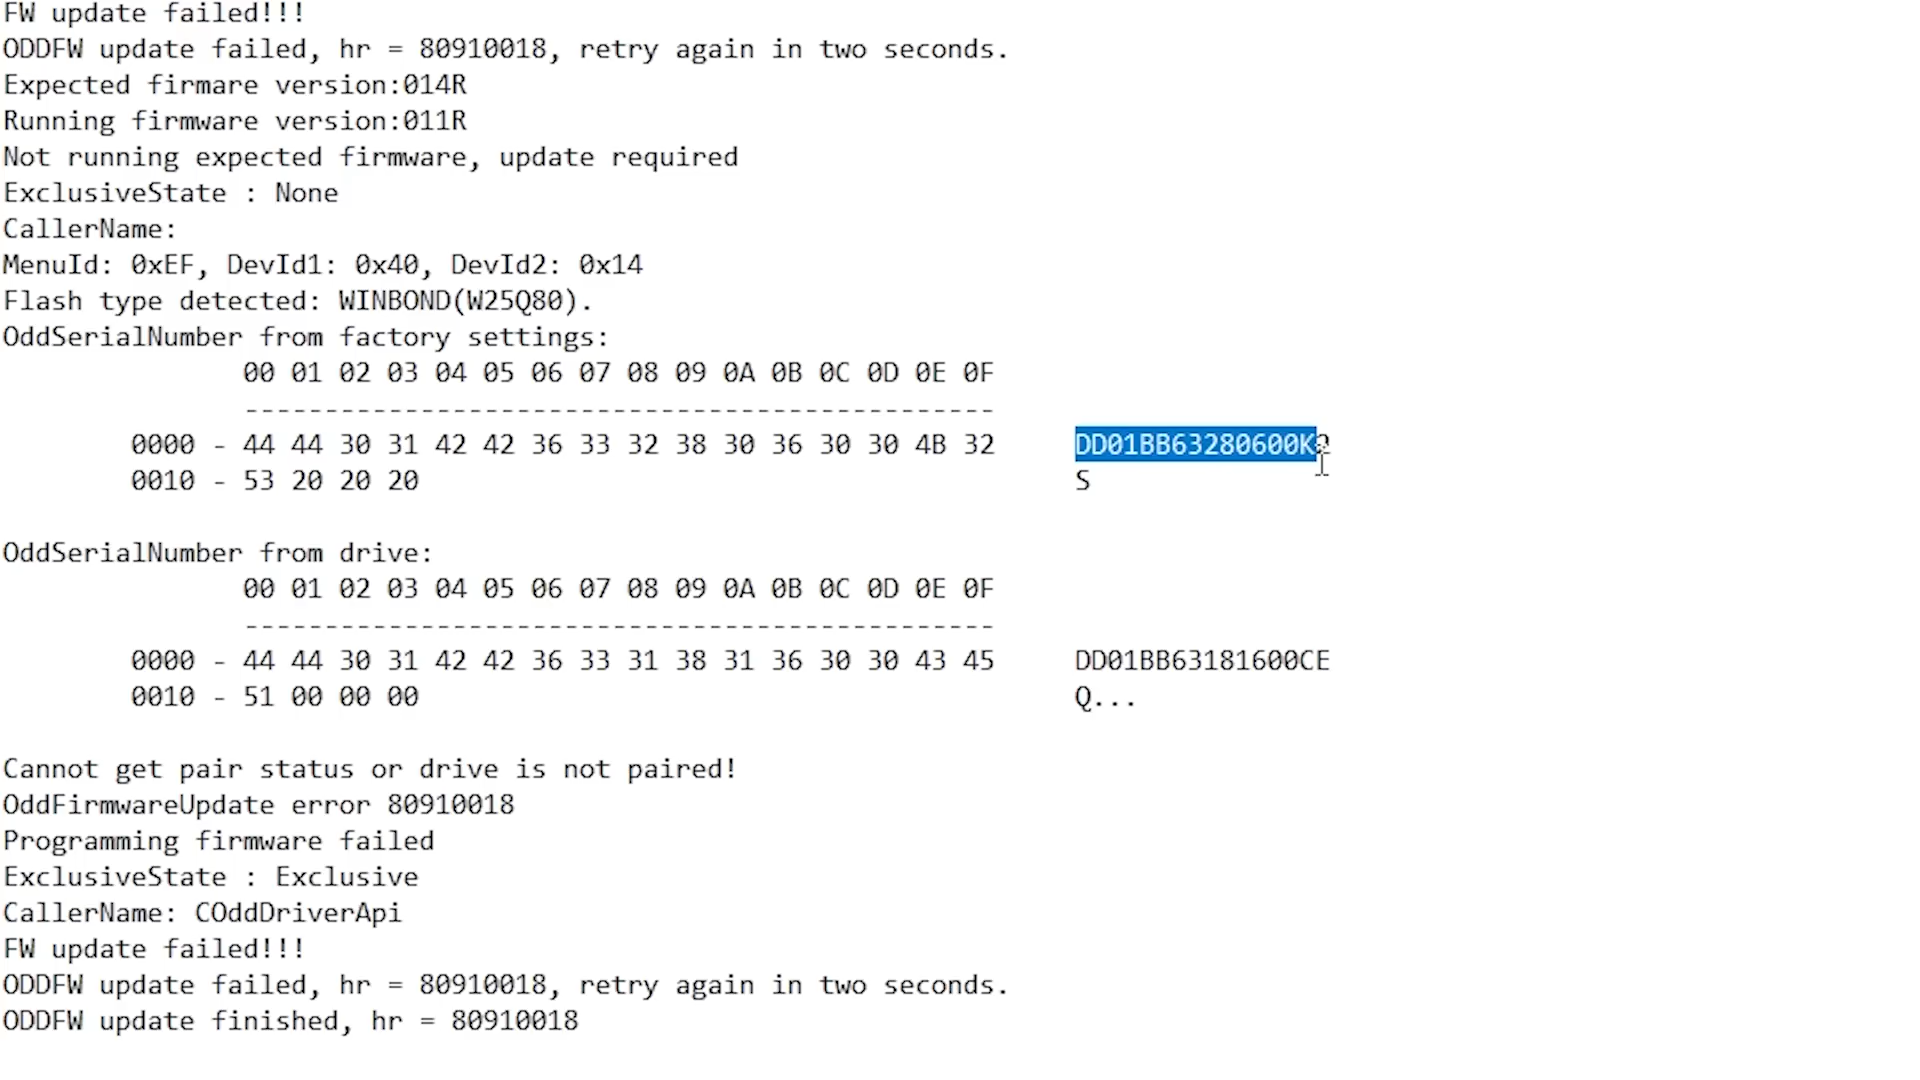 FW update failed!!!
ODDFW update failed, hr = 80910018, retry again in two seconds.
Expected firmare version:014R
Running firmware version:011R
Not running expected firmware, update required
ExclusiveState : None
CallerName:
MenuId: 0xEF, DevId1: 0x40, DevId2: 0x14
Flash type detected: WINBOND(W25Q80).
OddSerialNumber from factory settings:
00 01 02 03 04 05 06 07 08 09 0A 0B 0C 0D 0E 0F
-----------------------------------------------
0000 - 44 44 30 31 42 42 36 33 32 38 30 36 30 30 4B 32 DD01BB63280600K2
0010 - 53 20 20 20 S
OddSerialNumber from drive:
00 01 02 03 04 05 06 07 08 09 0A 0B 0C 0D 0E 0F
-----------------------------------------------
0000 - 44 44 30 31 42 42 36 33 31 38 31 36 30 30 43 45 DD01BB63181600CE
0010 - 51 00 00 00 Q...
Cannot get pair status or drive is not paired!
OddFirmwareUpdate error 80910018
Programming firmware failed
ExclusiveState : Exclusive
CallerName: COddDriverApi
FW update failed!!!
ODDFW update failed, hr = 80910018, retry again in two seconds.
ODDFW update finished, hr = 80910018